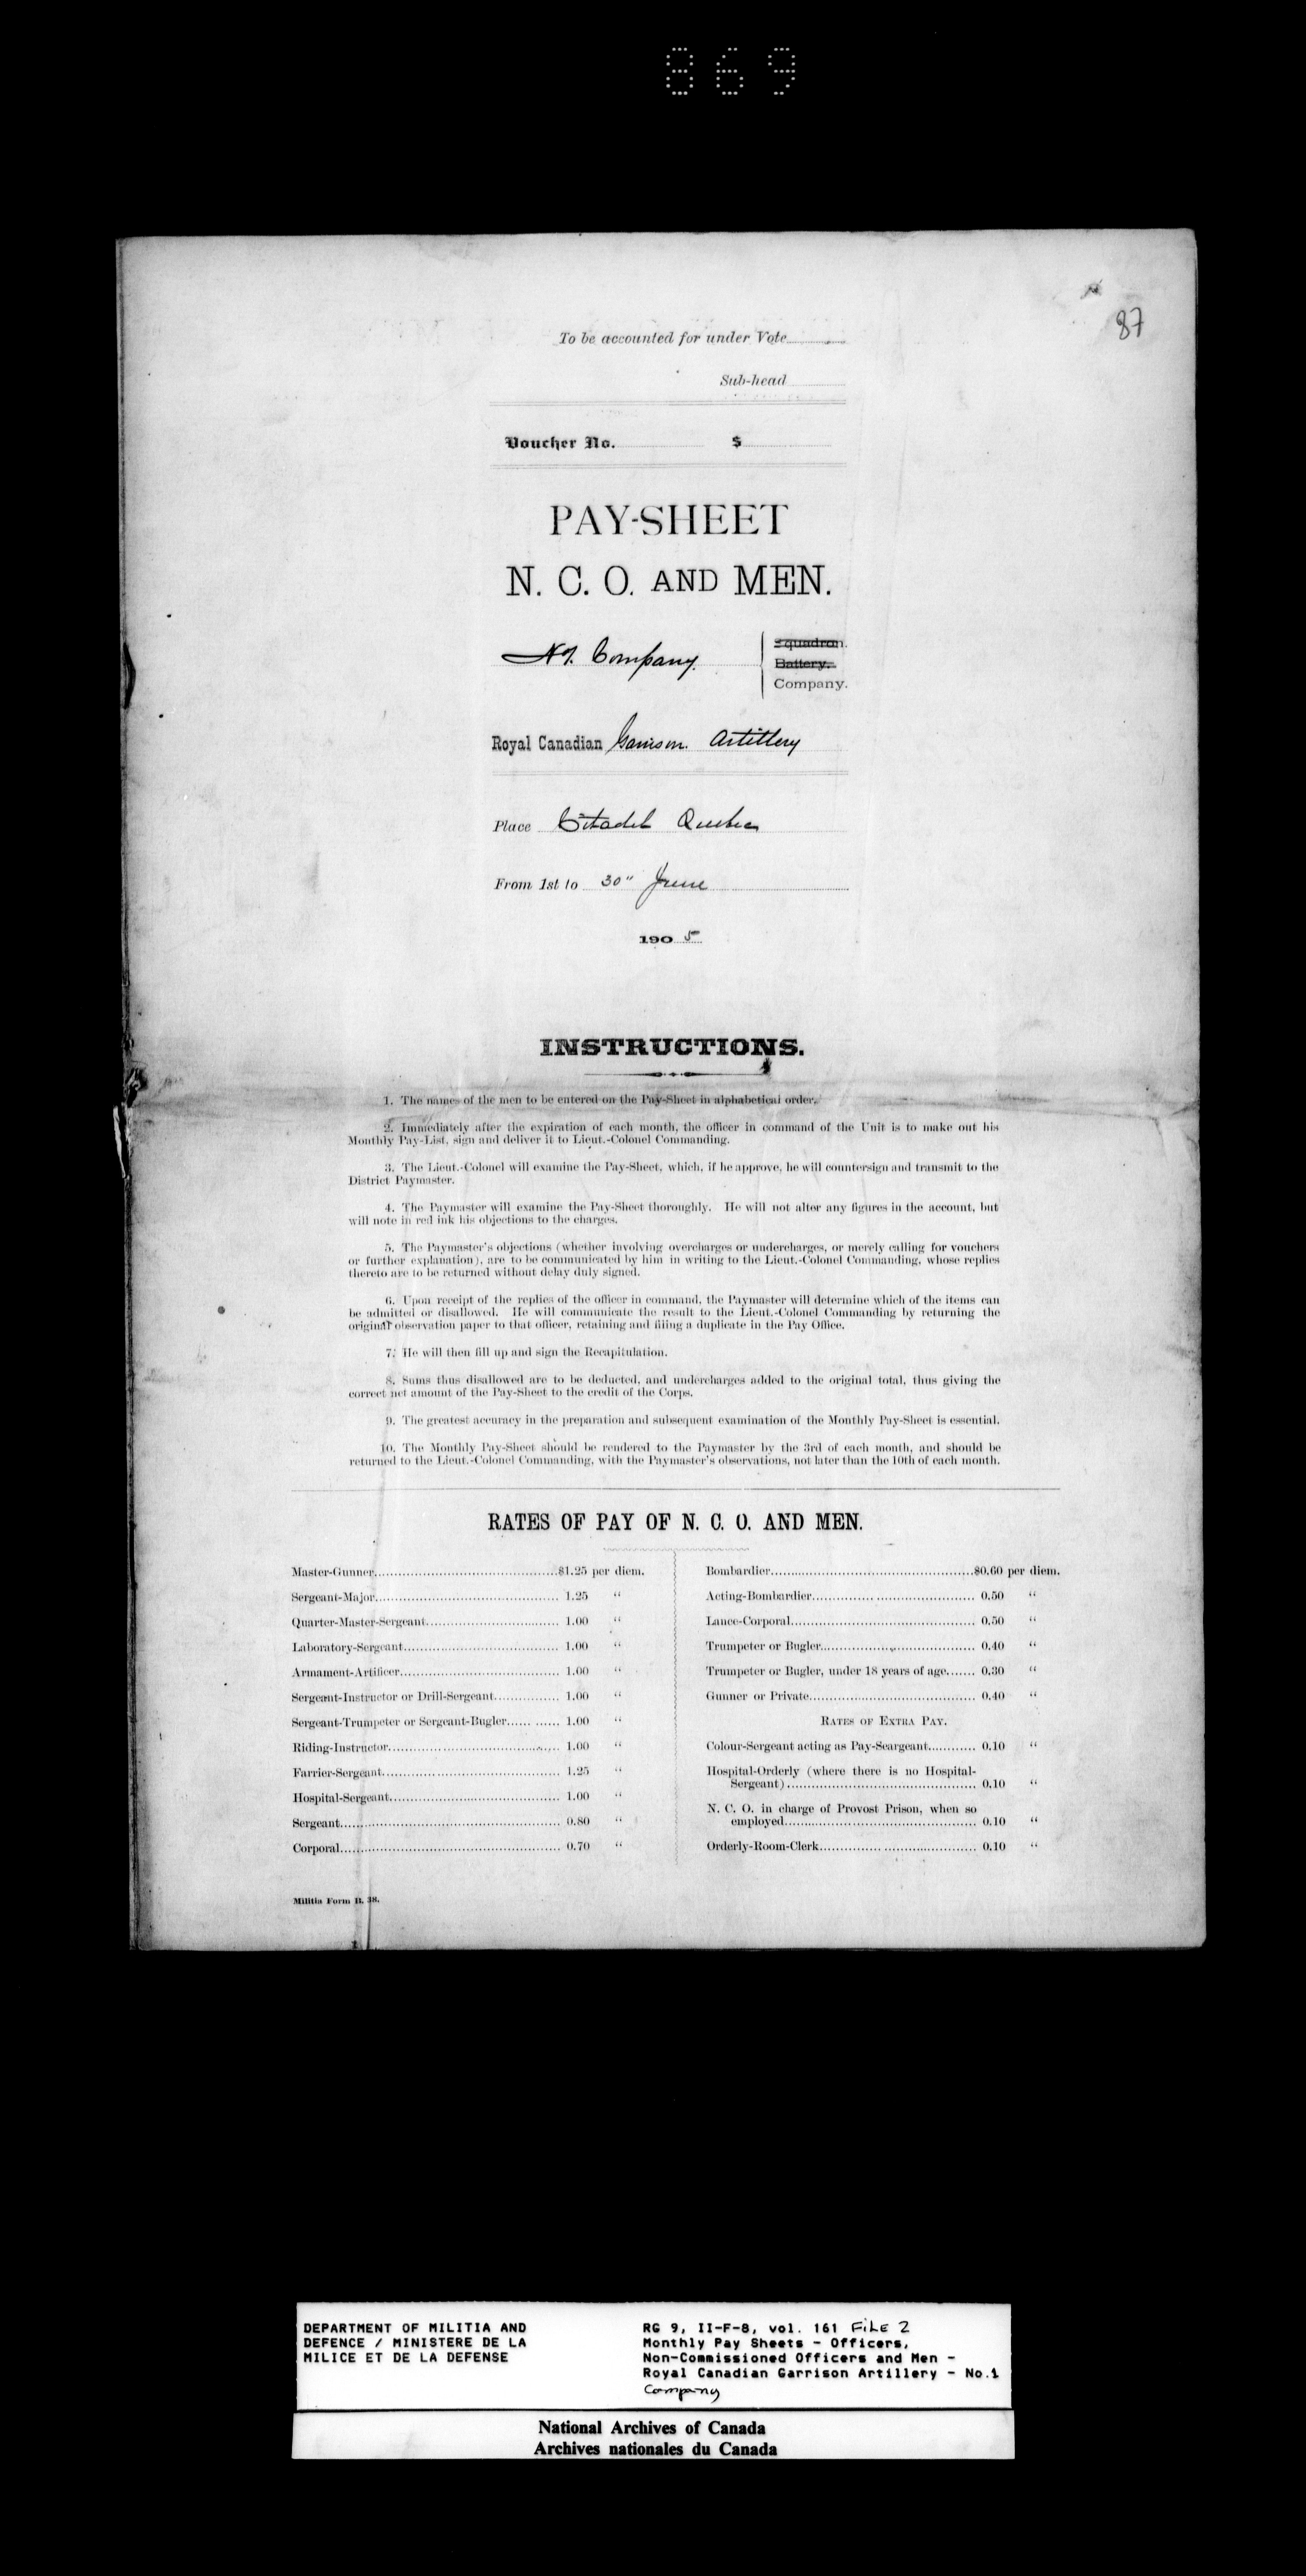 869
87
To be accounted for under Vote
Sub-head
Voucher No. $
PAY-SHEET
N. C. O. AND MEN.
Squadron.
No 1. Company. Battery.
Company.
Royal Canadian Garrison Artillery
Place Citadel Quebec
From 1st to 30" June
190 5
INSTRUCTIONS.
1. The names of the men to be entered on the Pay-Sheet in alphabetical order.
2. Immediately after the expiration of each month, the officer in command of the Unit is to make out his
Monthly Pay-List, sign and deliver it to Lieut.-Colonel Commanding.
3. The Lieut.-Colonel will examine the Pay-Sheet, which, if he approve, he will countersign and transmit to the
District Paymaster.
4. The Paymaster will examine the Pay-Sheet thoroughly. He will not alter any figures in the account, but
will note in red ink his objections to the charges.
5. The Paymaster's objections (whether involving overcharges or undercharges, or merely calling for vouchers
or further explanation), are to be communicated by him in writing to the Lieut.-Colonel Commanding, whose replies
thereto are to be returned without delay duly signed.
6. Upon receipt of the replies of the officer in command, the Paymaster will determine which of the items can
be admitted or disallowed. He will communicate the result to the Lieut.-Colonel Commanding by returning the
original observation paper to that officer, retaining and filing a duplicate in the Pay Office.
7. He will then fill up and sign the Recapitulation.
8. Sums thus disallowed are to be deducted, and undercharges added to the original total, thus giving the
correct net amount of the Pay-Sheet to the credit of the Corps.
9. The greatest accuracy in the preparation and subsequent examination of the Monthly Pay-Sheet is essential.
10. The Monthly Pay-Sheet should be rendered to the Paymaster by the 3rd of each month, and should be
returned to the Lieut.-Colonel Commanding, with the Paymaster's observations, not later than the 10th of each month.
RATES OF PAY OF N. C. O. AND MEN.
Master-Gunner $1.25 per diem.
Sergeant-Major 1.25 "
Quarter-Master-Sergeant 1.00 "
Laboratory-Sergeant 1.00 "
Armament-Artificer 1.00 "
Sergeant-Instructor or Drill-Sergeant 1.00 "
Sergeant-Trumpeter or Sergeant-Bugler 1.00 "
Riding-Instructor 1.00 "
Farrier-Sergeant 1.25 "
Hospital-Sergeant 1.00 "
Sergeant 0.80 "
Corporal 0.70 "
Bombardier $0.60 per diem.
Acting-Bombardier 0.50 "
Lance-Corporal 0.50 "
Trumpeter or Bugler 0.40 "
Trumpeter or Bugler, under 18 years of age 0.30 "
Gunner or Private 0.40 "
RATES OF EXTRA PAY.
Colour-Sergeant acting as Pay-Seargeant 0.10 "
Hospital-Orderly (where there is no Hospital-
Sergeant) 0.10 "
N. C. O. in charge of Provost Prison, when so
employed 0.10 "
Orderly-Room-Clerk 0.10 "
Militia Form B. 38.
DEPARTMENT OF MILITIA AND
DEFENCE / MINISTERE DE LA
MILICE ET DE LA DEFENSE
RG 9, II-F-8, vol. 161 FILE 2
Monthly Pay Sheets - Officers,
Non-Commissioned Officers and Men -
Royal Canadian Garrison Artillery - No.1
Company
National Archives of Canada
Archives nationales du Canada